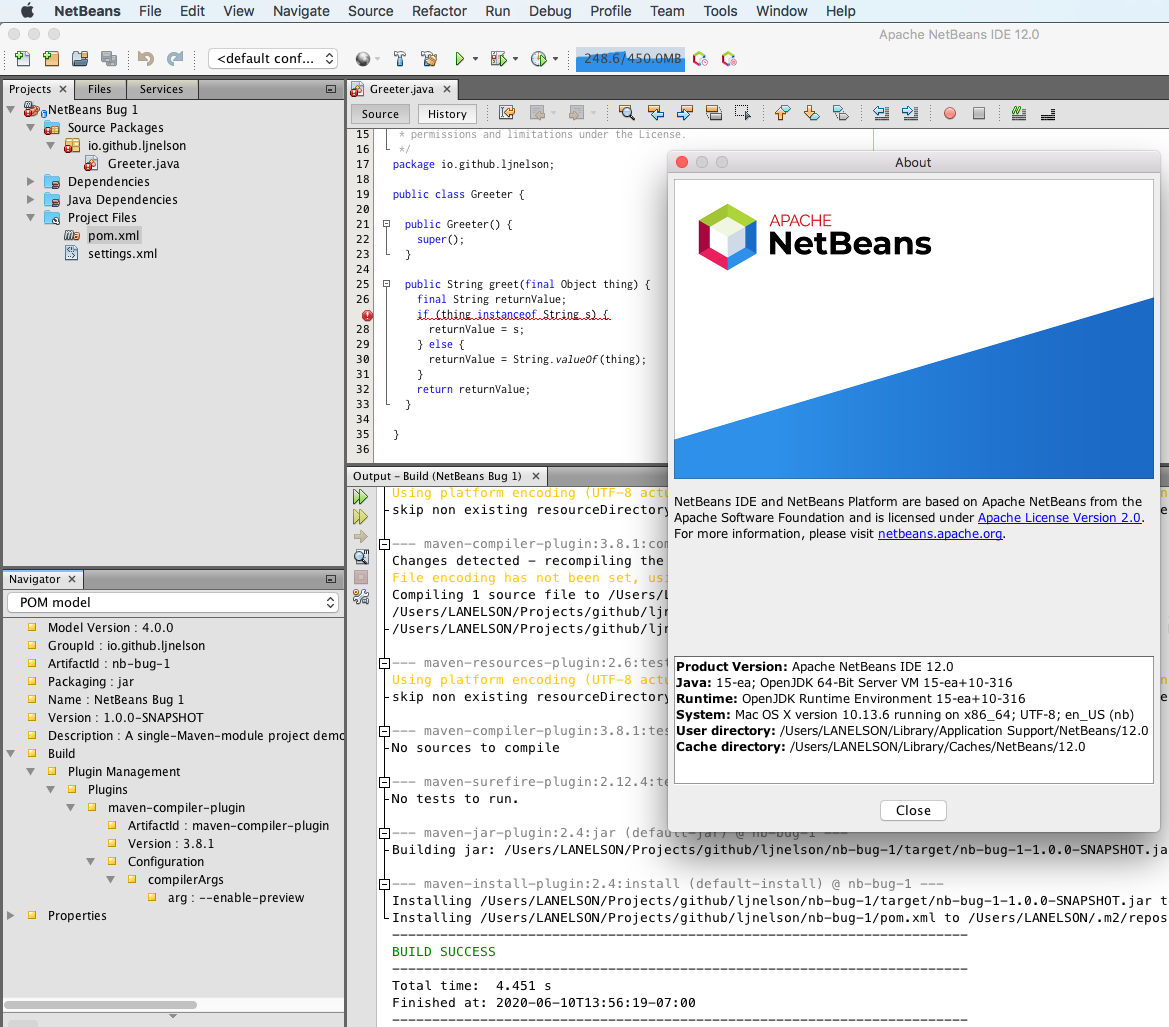 NetBeans File Edit View Navigate Source Refactor Run Debug Profile Team Tools Window Help
Apache NetBeans IDE 12.0
<default conf... 248.6/450.0MB
Projects Files Services
NetBeans Bug 1
Source Packages
io.github.ljnelson
Greeter.java
Dependencies
Java Dependencies
Project Files
pom.xml
settings.xml
Greeter.java
Source History
15 * permissions and limitations under the License.
16 */
17 package io.github.ljnelson;
18
19 public class Greeter {
20
21 public Greeter() {
22 super();
23 }
24
25 public String greet(final Object thing) {
26 final String returnValue;
if (thing instanceof String s) {
28 returnValue = s;
29 } else {
30 returnValue = String.valueOf(thing);
31 }
32 return returnValue;
33 }
34
35 }
36
About
APACHE
NetBeans
NetBeans IDE and NetBeans Platform are based on Apache NetBeans from the
Apache Software Foundation and is licensed under Apache License Version 2.0.
For more information, please visit netbeans.apache.org.
Product Version: Apache NetBeans IDE 12.0
Java: 15-ea; OpenJDK 64-Bit Server VM 15-ea+10-316
Runtime: OpenJDK Runtime Environment 15-ea+10-316
System: Mac OS X version 10.13.6 running on x86_64; UTF-8; en_US (nb)
User directory: /Users/LANELSON/Library/Application Support/NetBeans/12.0
Cache directory: /Users/LANELSON/Library/Caches/NetBeans/12.0
Close
Navigator
POM model
Model Version : 4.0.0
GroupId : io.github.ljnelson
ArtifactId : nb-bug-1
Packaging : jar
Name : NetBeans Bug 1
Version : 1.0.0-SNAPSHOT
Description : A single-Maven-module project demo
Build
Plugin Management
Plugins
maven-compiler-plugin
ArtifactId : maven-compiler-plugin
Version : 3.8.1
Configuration
compilerArgs
arg : --enable-preview
Properties
Output – Build (NetBeans Bug 1)
Using platform encoding (UTF-8 actu
skip non existing resourceDirectory
--- maven-compiler-plugin:3.8.1:com
Changes detected - recompiling the
File encoding has not been set, usi
Compiling 1 source file to /Users/L
/Users/LANELSON/Projects/github/ljn
/Users/LANELSON/Projects/github/ljn
--- maven-resources-plugin:2.6:test
Using platform encoding (UTF-8 actu
skip non existing resourceDirectory
--- maven-compiler-plugin:3.8.1:tes
No sources to compile
--- maven-surefire-plugin:2.12.4:te
No tests to run.
--- maven-jar-plugin:2.4:jar (default-jar) @ nb-bug-1 ---
Building jar: /Users/LANELSON/Projects/github/ljnelson/nb-bug-1/target/nb-bug-1-1.0.0-SNAPSHOT.ja
--- maven-install-plugin:2.4:install (default-install) @ nb-bug-1 ---
Installing /Users/LANELSON/Projects/github/ljnelson/nb-bug-1/target/nb-bug-1-1.0.0-SNAPSHOT.jar t
Installing /Users/LANELSON/Projects/github/ljnelson/nb-bug-1/pom.xml to /Users/LANELSON/.m2/repos
------------------------------------------------------------------------
BUILD SUCCESS
------------------------------------------------------------------------
Total time: 4.451 s
Finished at: 2020-06-10T13:56:19-07:00
------------------------------------------------------------------------